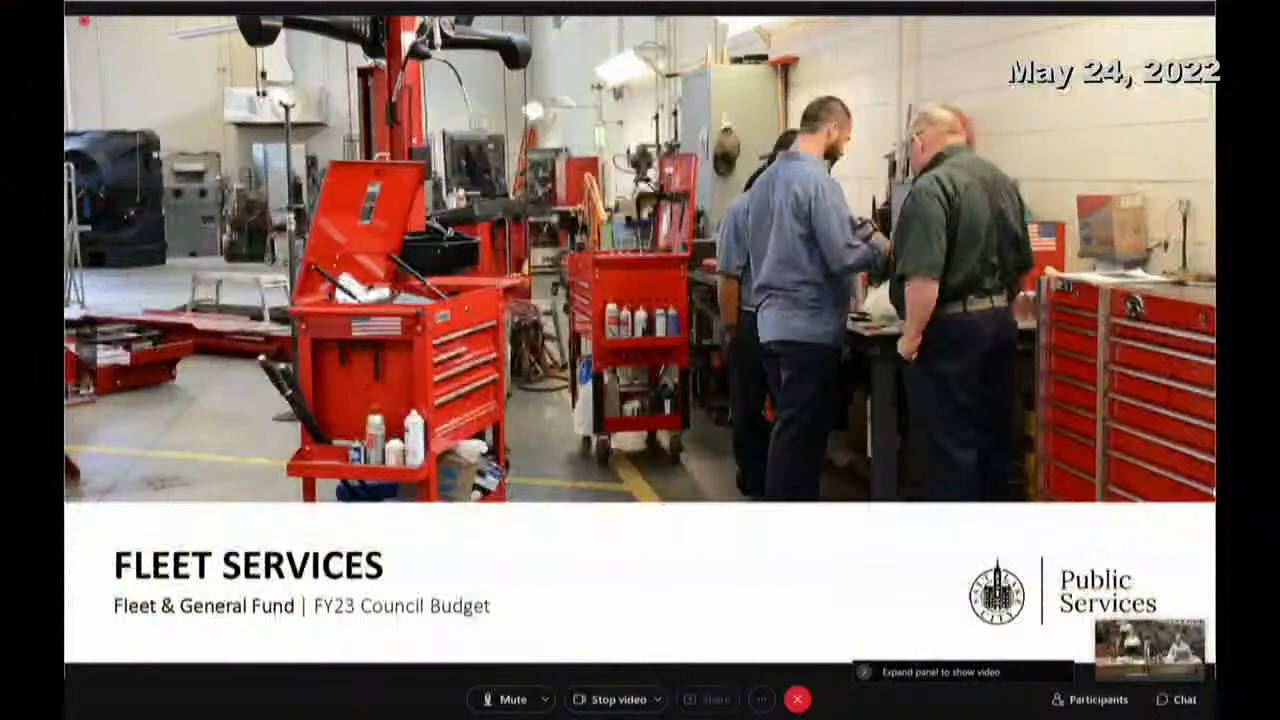 May 24, 2022
FLEET SERVICES
Fleet & General Fund | FY23 Council Budget
Public
Services
Expand panel to show video
Mute
Stop video
Share
Participants
Chat